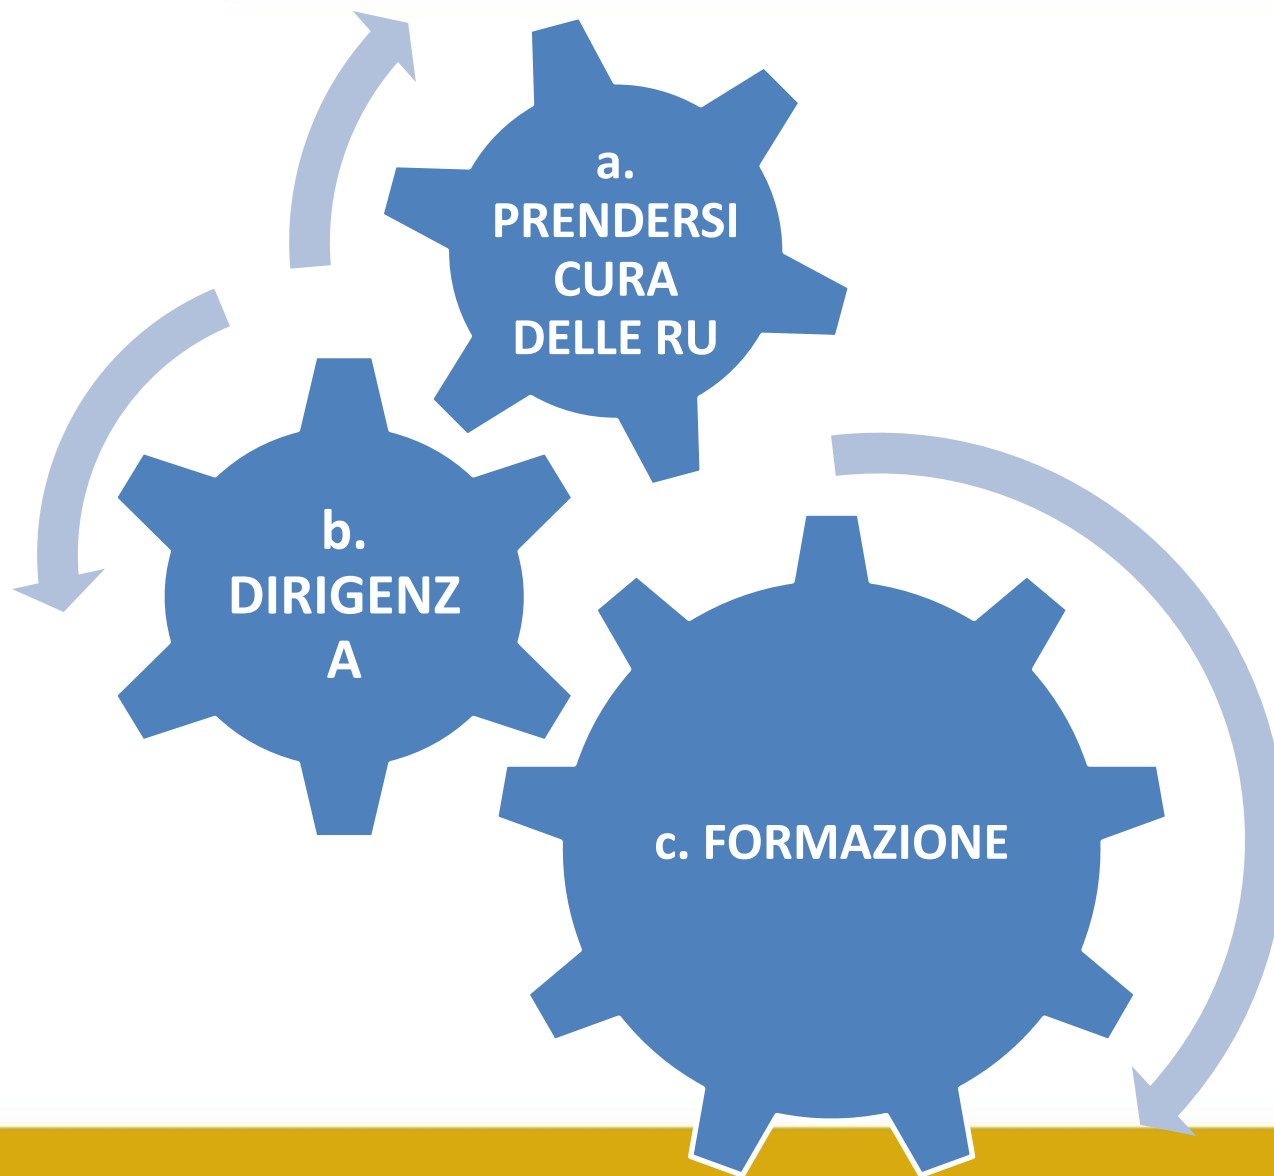 a.
PRENDERSI
CURA
DELLE RU
b.
DIRIGENZ
A
c. FORMAZIONE